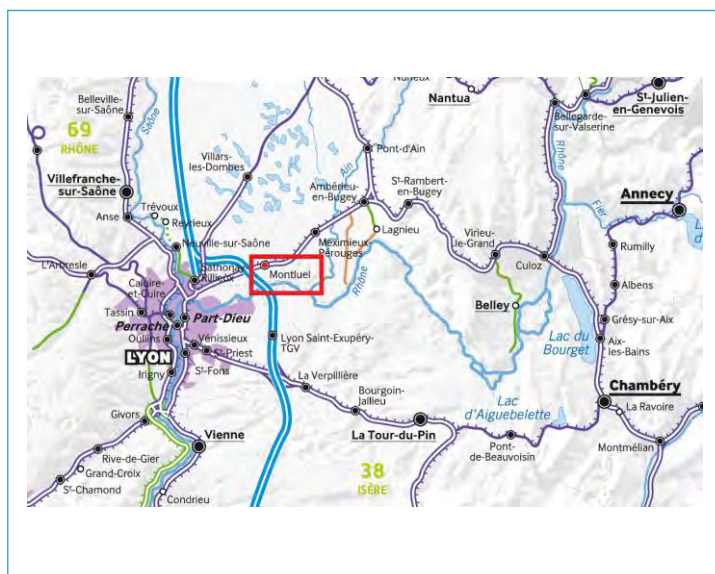 Nurieux
Nantua
St-Julien-
en-Genevois
Bellegarde-
sur-Valserine
Belleville-
sur-Saône
Saône
69
RHÔNE
Villars-
les-Dombes
Ain
Pont-d'Ain
Rhône
Villefranche-
sur-Saône
Ambérieu-
en-Bugey
St-Rambert-
en-Bugey
Annecy
Trévoux
Anse
Reyrieux
Lagnieu
Virieu-
le-Grand
Fier
Rumilly
Neuville-sur-Saône
Meximieux-
Pérouges
Culoz
L'Arbresle
Sathonay-
Rillieux
Montluel
Rhône
Albens
Caluire-
et-Cuire
Belley
Tassin
Part-Dieu
Grésy-sur-Aix
Perrache
Lac du
Bourget
Aix-
les-Bains
Oullins
Vénissieux
Lyon Saint-Exupéry-
TGV
LYON
St-Priest
St-Fons
Irigny
La Verpillière
Chambéry
Bourgoin-
Jallieu
Lac
d'Aiguebelette
La Ravoire
Givors
Vienne
La Tour-du-Pin
Pont-
de-Beauvoisin
Montmélian
Rive-de-Gier
Grand-Croix
St-Chamond
38
ISÈRE
Condrieu